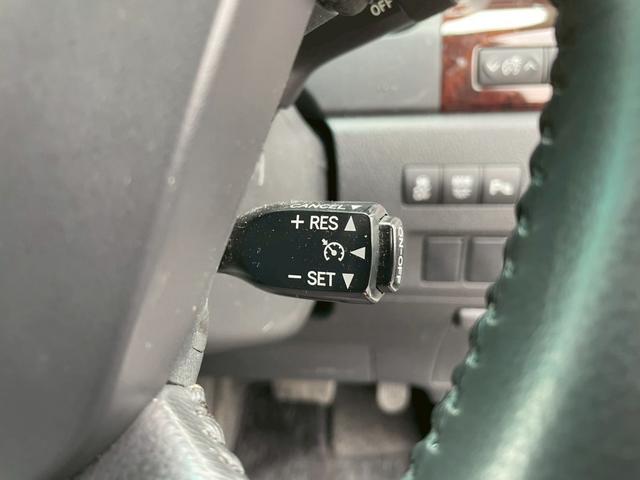 OFF
CANCEL ▼
+ RES ▲
◀
− SET ▼
ON-OFF